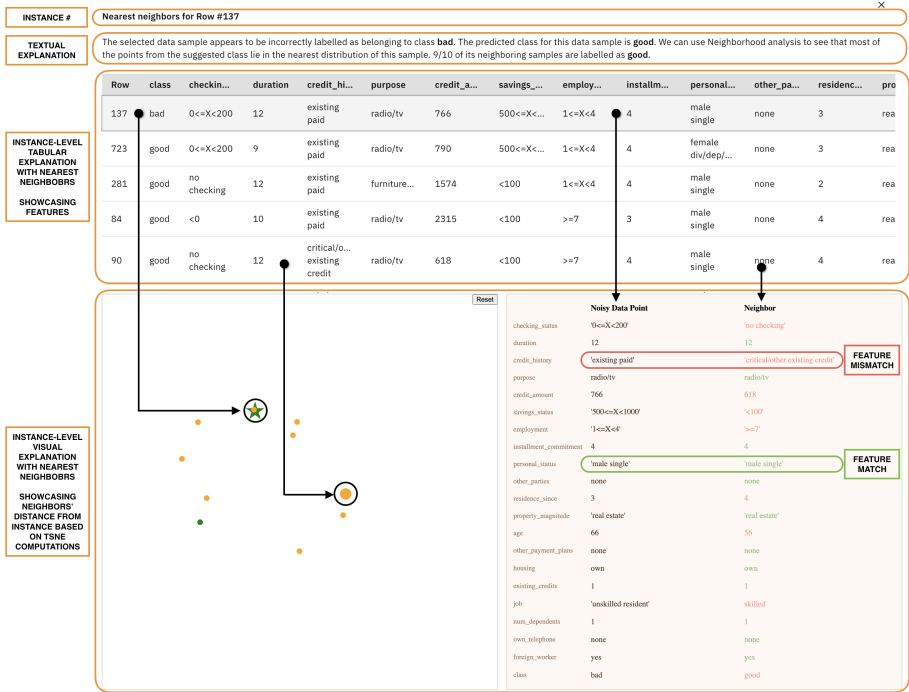 ×
INSTANCE #
Nearest neighbors for Row #137
TEXTUAL
EXPLANATION
The selected data sample appears to be incorrectly labelled as belonging to class bad. The predicted class for this data sample is good. We can use Neighborhood analysis to see that most of
the points from the suggested class lie in the nearest distribution of this sample. 9/10 of its neighboring samples are labelled as good.
INSTANCE-LEVEL
TABULAR
EXPLANATION
WITH NEAREST
NEIGHBOBRS
SHOWCASING
FEATURES
Row class checkin... duration credit_hi... purpose credit_a... savings_... employ... installm... personal... other_pa... residenc... pro
137 bad 0<=X<200 12 existing paid radio/tv 766 500<=X<... 1<=X<4 4 male single none 3 rea
723 good 0<=X<200 9 existing paid radio/tv 790 500<=X<... 1<=X<4 4 female div/dep/... none 3 rea
281 good no checking 12 existing paid furniture... 1574 <100 1<=X<4 4 male single none 2 rea
84 good <0 10 existing paid radio/tv 2315 <100 >=7 3 male single none 4 rea
90 good no checking 12 critical/o... existing credit radio/tv 618 <100 >=7 4 male single none 4 rea
INSTANCE-LEVEL
VISUAL
EXPLANATION
WITH NEAREST
NEIGHBOBRS
SHOWCASING
NEIGHBORS'
DISTANCE FROM
INSTANCE BASED
ON TSNE
COMPUTATIONS
Reset
Noisy Data Point Neighbor
checking_status '0<=X<200' 'no checking'
duration 12 12
credit_history 'existing paid' 'critical/other existing credit'
FEATURE
MISMATCH
purpose radio/tv radio/tv
credit_amount 766 618
savings_status '500<=X<1000' '<100'
employment '1<=X<4' '>=7'
installment_commitment 4 4
personal_status 'male single' 'male single'
FEATURE
MATCH
other_parties none none
residence_since 3 4
property_magnitude 'real estate' 'real estate'
age 66 56
other_payment_plans none none
housing own own
existing_credits 1 1
job 'unskilled resident' skilled
num_dependents 1 1
own_telephone none none
foreign_worker yes yes
class bad good